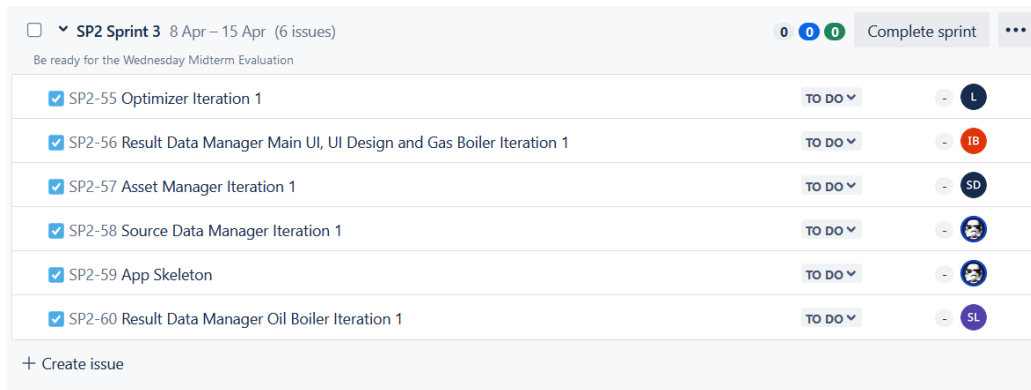 SP2 Sprint 3 8 Apr – 15 Apr (6 issues) 0 0 0 Complete sprint •••
Be ready for the Wednesday Midterm Evaluation
SP2-55 Optimizer Iteration 1 TO DO - L
SP2-56 Result Data Manager Main UI, UI Design and Gas Boiler Iteration 1 TO DO - IB
SP2-57 Asset Manager Iteration 1 TO DO - SD
SP2-58 Source Data Manager Iteration 1 TO DO -
SP2-59 App Skeleton TO DO -
SP2-60 Result Data Manager Oil Boiler Iteration 1 TO DO - SL
+ Create issue